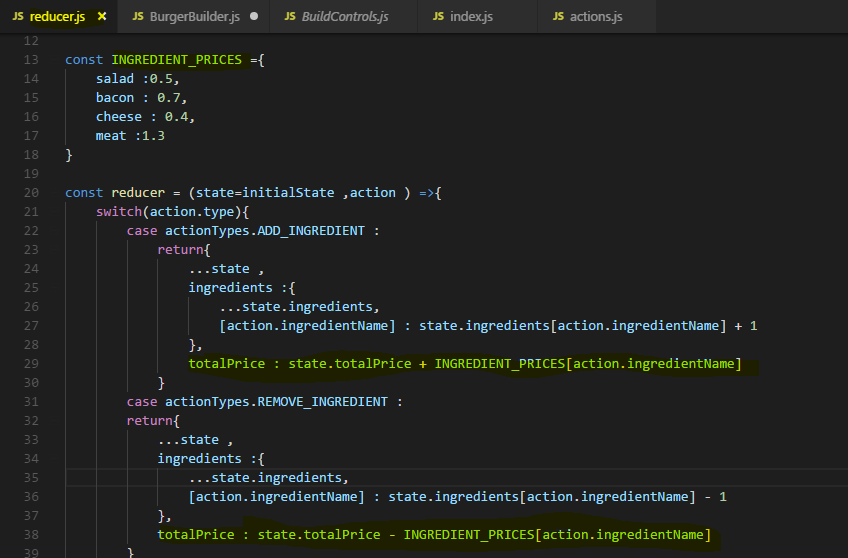 JS reducer.js × JS BurgerBuilder.js ● JS BuildControls.js JS index.js JS actions.js
12
13 const INGREDIENT_PRICES ={
14 salad :0.5,
15 bacon : 0.7,
16 cheese : 0.4,
17 meat :1.3
18 }
19
20 const reducer = (state=initialState ,action ) =>{
21 switch(action.type){
22 case actionTypes.ADD_INGREDIENT :
23 return{
24 ...state ,
25 ingredients :{
26 ...state.ingredients,
27 [action.ingredientName] : state.ingredients[action.ingredientName] + 1
28 },
29 totalPrice : state.totalPrice + INGREDIENT_PRICES[action.ingredientName]
30 }
31 case actionTypes.REMOVE_INGREDIENT :
32 return{
33 ...state ,
34 ingredients :{
35 ...state.ingredients,
36 [action.ingredientName] : state.ingredients[action.ingredientName] - 1
37 },
38 totalPrice : state.totalPrice - INGREDIENT_PRICES[action.ingredientName]
39 }